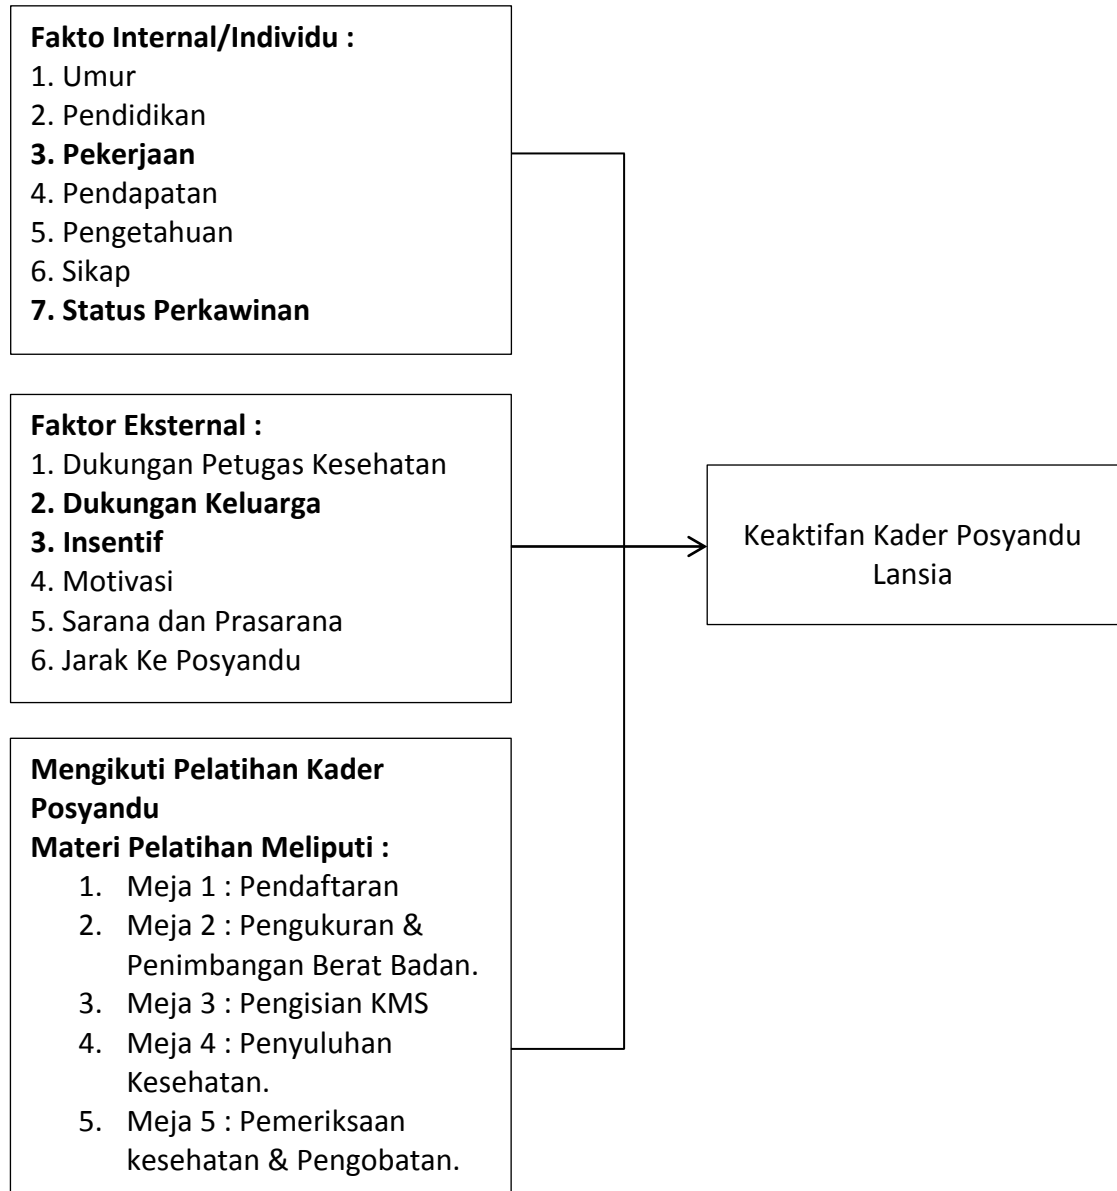 Fakto Internal/Individu :
1. Umur
2. Pendidikan
3. Pekerjaan
4. Pendapatan
5. Pengetahuan
6. Sikap
7. Status Perkawinan
Faktor Eksternal :
1. Dukungan Petugas Kesehatan
2. Dukungan Keluarga
3. Insentif
4. Motivasi
5. Sarana dan Prasarana
6. Jarak Ke Posyandu
Mengikuti Pelatihan Kader
Posyandu
Materi Pelatihan Meliputi :
1. Meja 1 : Pendaftaran
2. Meja 2 : Pengukuran &
Penimbangan Berat Badan.
3. Meja 3 : Pengisian KMS
4. Meja 4 : Penyuluhan
Kesehatan.
5. Meja 5 : Pemeriksaan
kesehatan & Pengobatan.
Keaktifan Kader Posyandu
Lansia